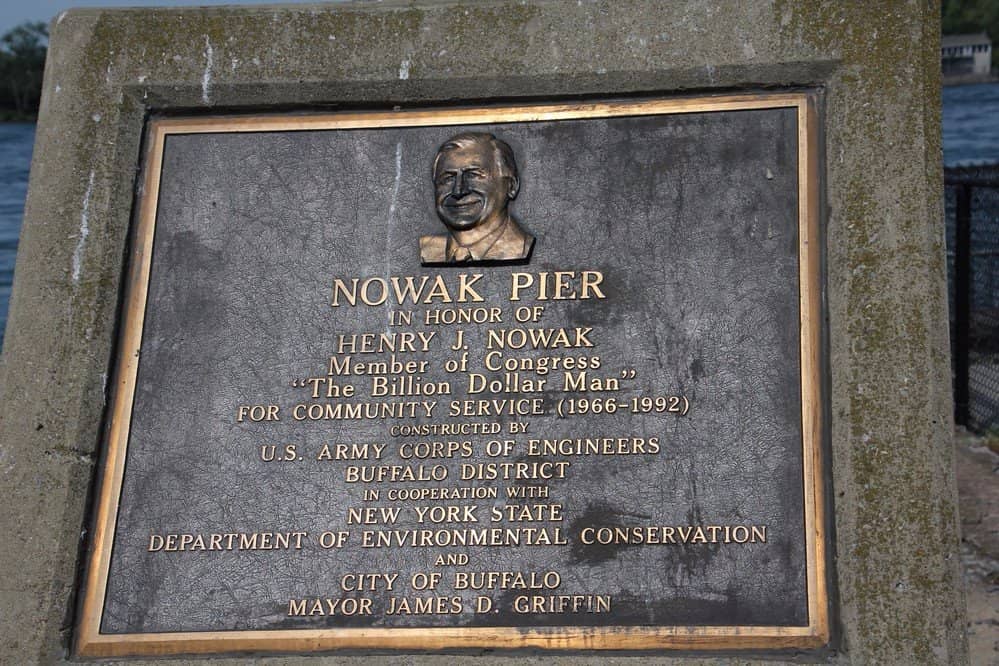 NOWAK PIER
IN HONOR OF
HENRY J. NOWAK
Member of Congress
"The Billion Dollar Man"
FOR COMMUNITY SERVICE (1966-1992)
CONSTRUCTED BY
U.S. ARMY CORPS OF ENGINEERS
BUFFALO DISTRICT
IN COOPERATION WITH
NEW YORK STATE
DEPARTMENT OF ENVIRONMENTAL CONSERVATION
AND
CITY OF BUFFALO
MAYOR JAMES D. GRIFFIN